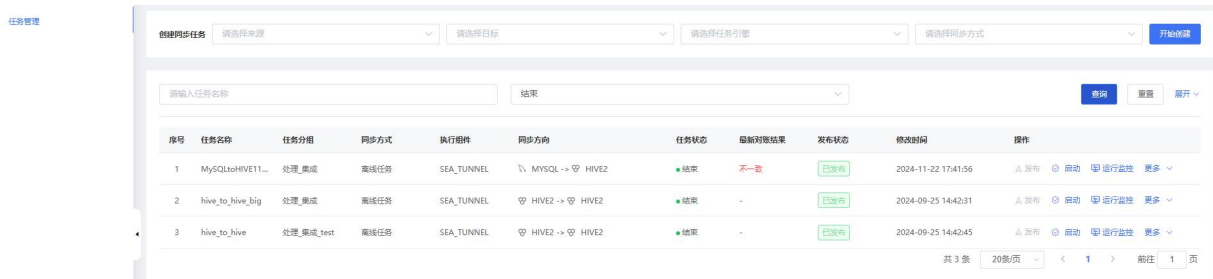 任务管理
创建同步任务 请选择来源 请选择目标 请选择任务引擎 请选择同步方式 开始创建
请输入任务名称 结束 查询 重置 展开
序号 任务名称 任务分组 同步方式 执行组件 同步方向 任务状态 最新对账结果 发布状态 修改时间 操作
1 MySQLtoHIVE11... 处理_集成 离线任务 SEA_TUNNEL MYSQL -> HIVE2 结束 不一致 已发布 2024-11-22 17:41:56 发布 启动 运行监控 更多
2 hive_to_hive_big 处理_集成 离线任务 SEA_TUNNEL HIVE2 -> HIVE2 结束 - 已发布 2024-09-25 14:42:31 发布 启动 运行监控 更多
3 hive_to_hive 处理_集成_test 离线任务 SEA_TUNNEL HIVE2 -> HIVE2 结束 - 已发布 2024-09-25 14:42:45 发布 启动 运行监控 更多
共 3 条 20条/页 < 1 > 前往 1 页